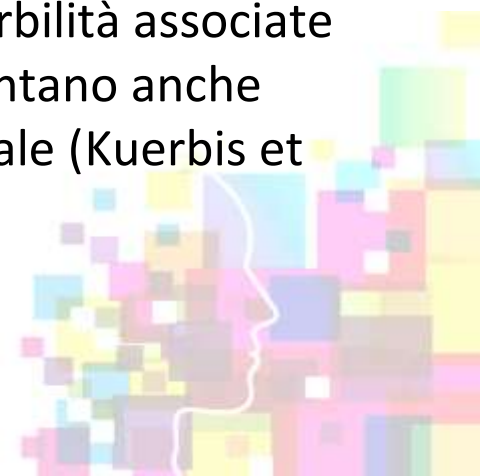 rbilità associate
ntano anche
ale (Kuerbis et